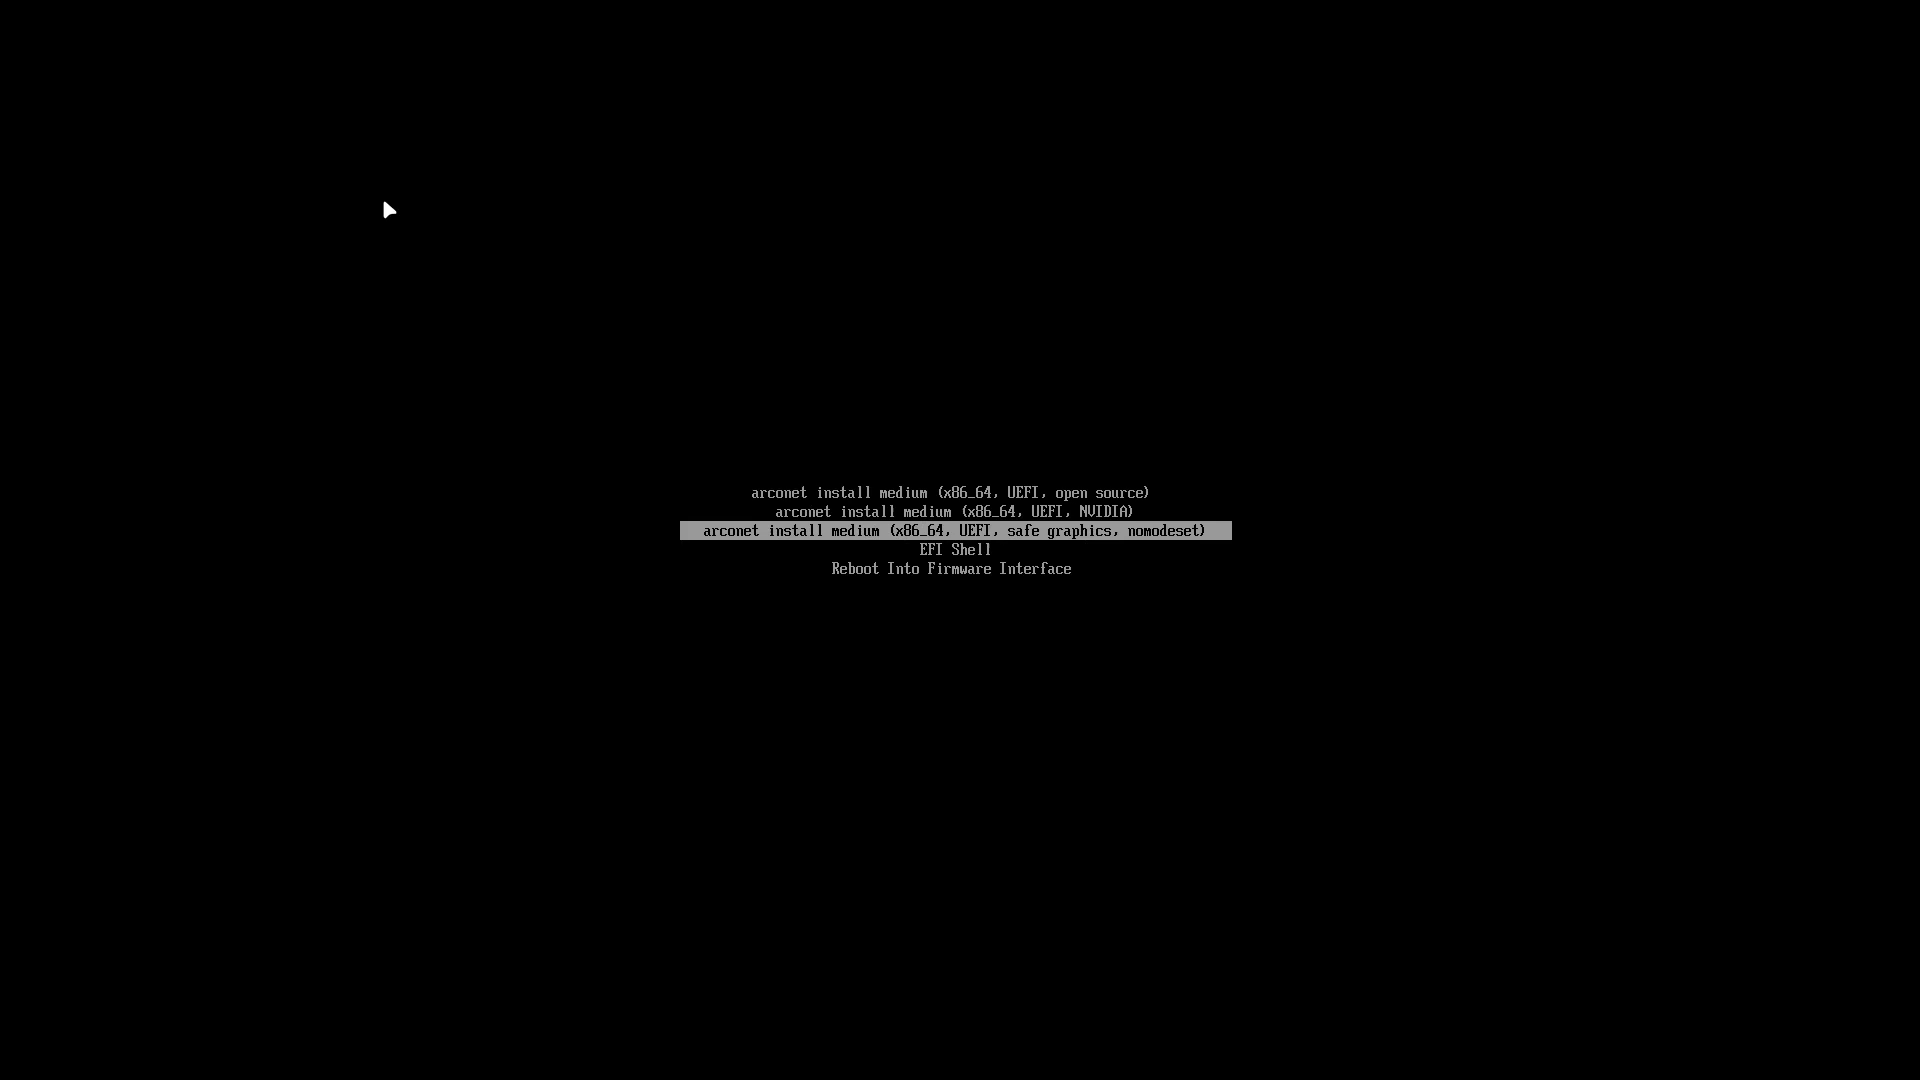 arconet install medium (x86_64, UEFI, open source)
arconet install medium (x86_64, UEFI, NVIDIA)
arconet install medium (x86_64, UEFI, safe graphics, nomodeset)
EFI Shell
Reboot Into Firmware Interface